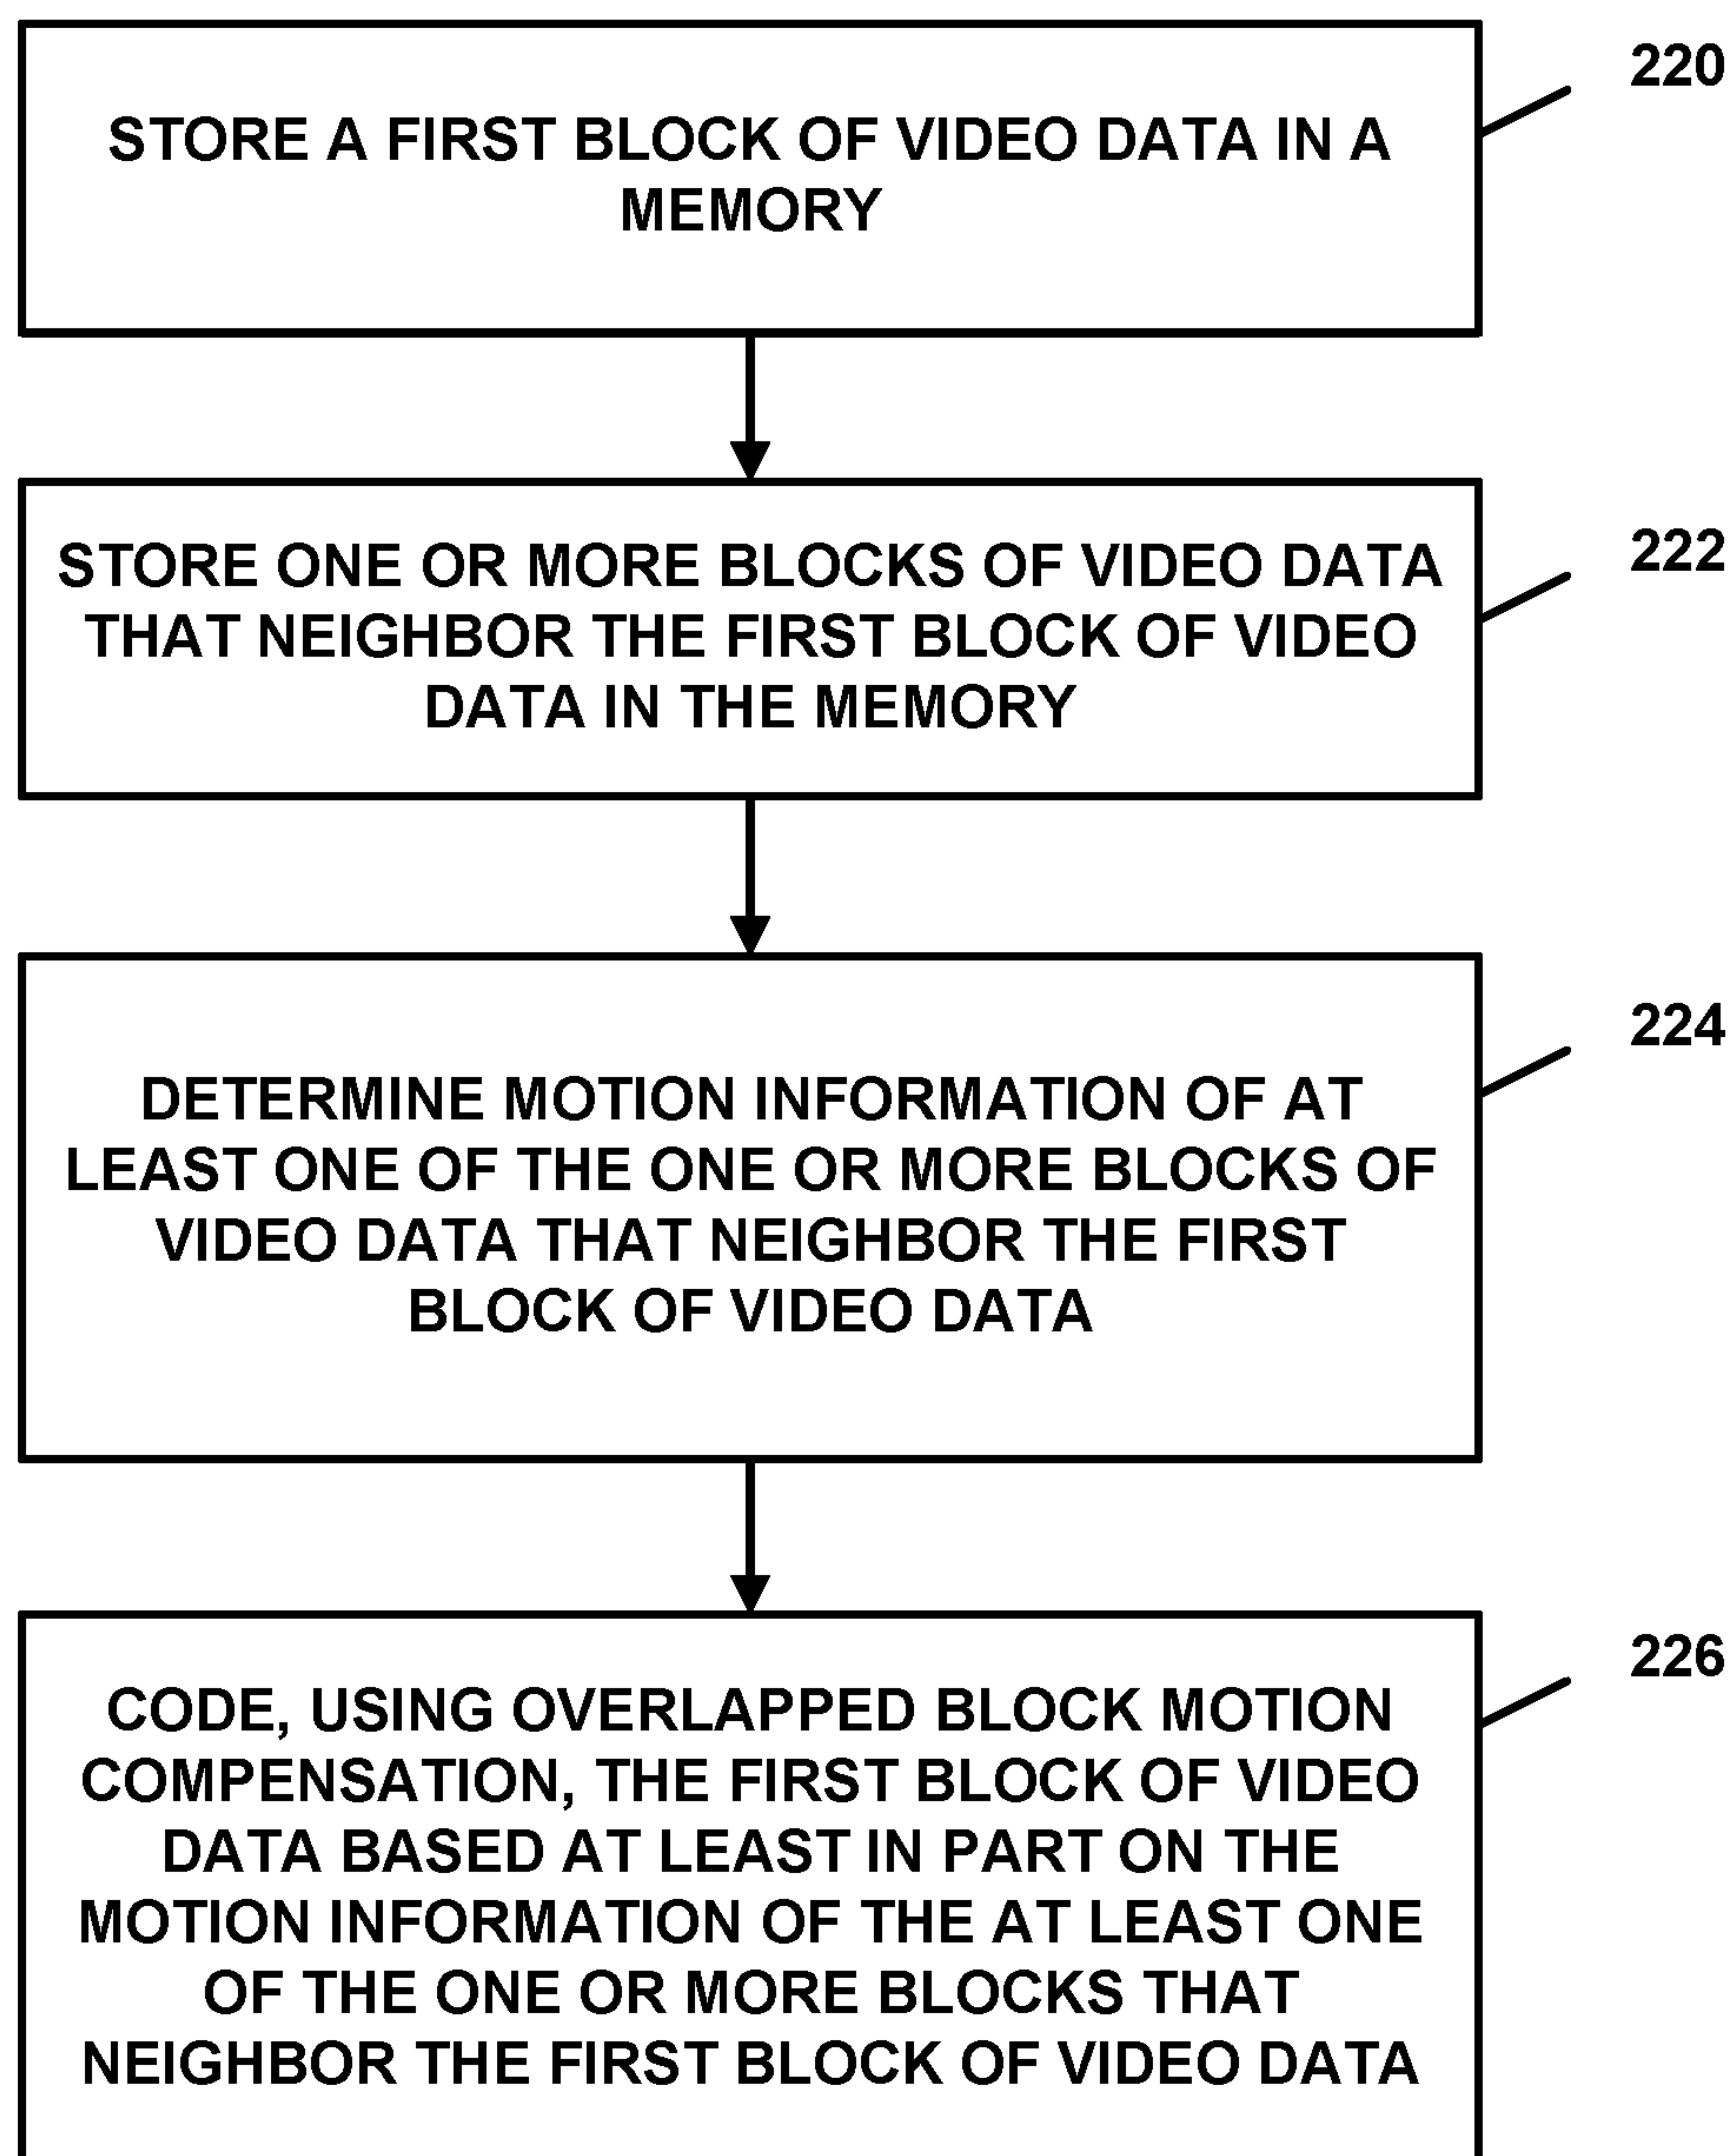 220
STORE A FIRST BLOCK OF VIDEO DATA IN A
MEMORY
222
STORE ONE OR MORE BLOCKS OF VIDEO DATA
THAT NEIGHBOR THE FIRST BLOCK OF VIDEO
DATA IN THE MEMORY
224
DETERMINE MOTION INFORMATION OF AT
LEAST ONE OF THE ONE OR MORE BLOCKS OF
VIDEO DATA THAT NEIGHBOR THE FIRST
BLOCK OF VIDEO DATA
226
CODE, USING OVERLAPPED BLOCK MOTION
COMPENSATION, THE FIRST BLOCK OF VIDEO
DATA BASED AT LEAST IN PART ON THE
MOTION INFORMATION OF THE AT LEAST ONE
OF THE ONE OR MORE BLOCKS THAT
NEIGHBOR THE FIRST BLOCK OF VIDEO DATA